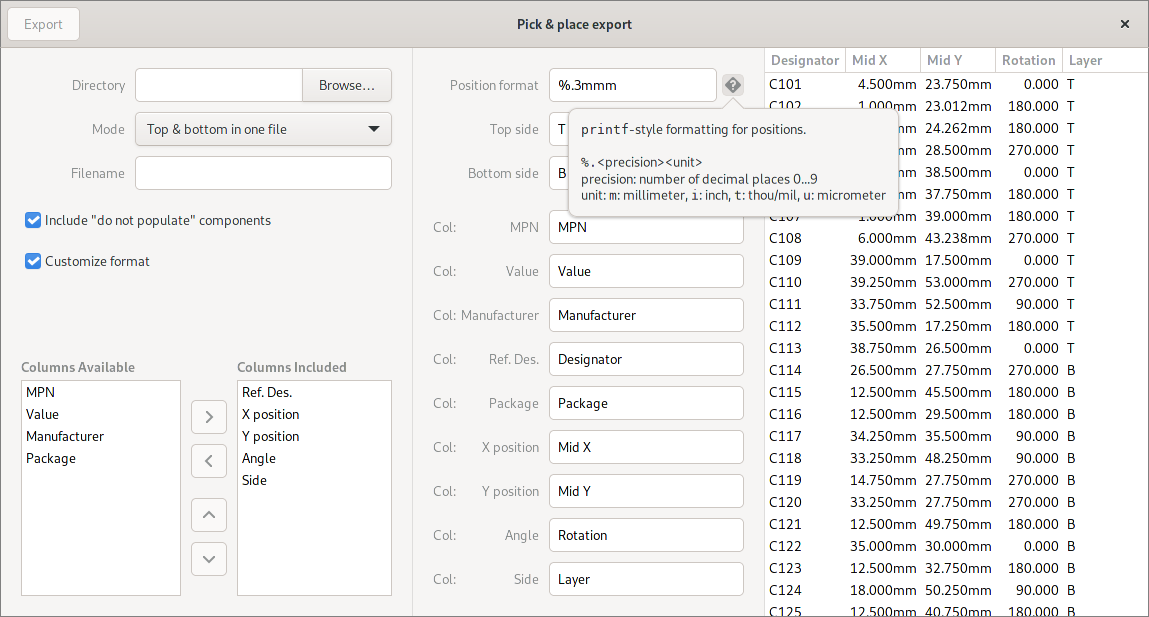 Export
Pick & place export
Directory
Browse...
Mode
Top & bottom in one file
Filename
Include "do not populate" components
Customize format
Columns Available
MPN
Value
Manufacturer
Package
Columns Included
Ref. Des.
X position
Y position
Angle
Side
Position format %.3mmm
Top side T
Bottom side B
printf-style formatting for positions.
%.<precision><unit>
precision: number of decimal places 0...9
unit: m: millimeter, i: inch, t: thou/mil, u: micrometer
Col: MPN MPN
Col: Value Value
Col: Manufacturer Manufacturer
Col: Ref. Des. Designator
Col: Package Package
Col: X position Mid X
Col: Y position Mid Y
Col: Angle Rotation
Col: Side Layer
Designator Mid X Mid Y Rotation Layer
C101 4.500mm 23.750mm 0.000 T
C102 1.000mm 23.012mm 180.000 T
24.262mm 180.000 T
28.500mm 270.000 T
38.500mm 0.000 T
37.750mm 180.000 T
C107 1.000mm 39.000mm 180.000 T
C108 6.000mm 43.238mm 270.000 T
C109 39.000mm 17.500mm 0.000 T
C110 39.250mm 53.000mm 270.000 T
C111 33.750mm 52.500mm 90.000 T
C112 35.500mm 17.250mm 180.000 T
C113 38.750mm 26.500mm 0.000 T
C114 26.500mm 27.750mm 270.000 B
C115 12.500mm 45.500mm 180.000 B
C116 12.500mm 29.500mm 180.000 B
C117 34.250mm 35.500mm 90.000 B
C118 33.250mm 48.250mm 90.000 B
C119 14.750mm 27.750mm 270.000 B
C120 33.250mm 27.750mm 270.000 B
C121 12.500mm 49.750mm 180.000 B
C122 35.000mm 30.000mm 0.000 B
C123 12.500mm 32.750mm 180.000 B
C124 18.000mm 50.250mm 90.000 B
C125 12.500mm 40.750mm 180.000 B